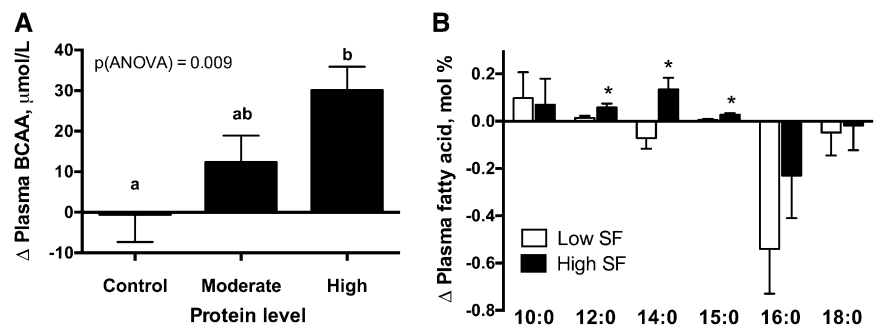 A
Δ Plasma BCAA, μmol/L
40
30
20
10
0
-10
p(ANOVA) = 0.009
a
ab
b
Control
Moderate
High
Protein level
B
Δ Plasma fatty acid, mol %
0.2
0.0
-0.2
-0.4
-0.6
-0.8
*
*
*
Low SF
High SF
10:0
12:0
14:0
15:0
16:0
18:0